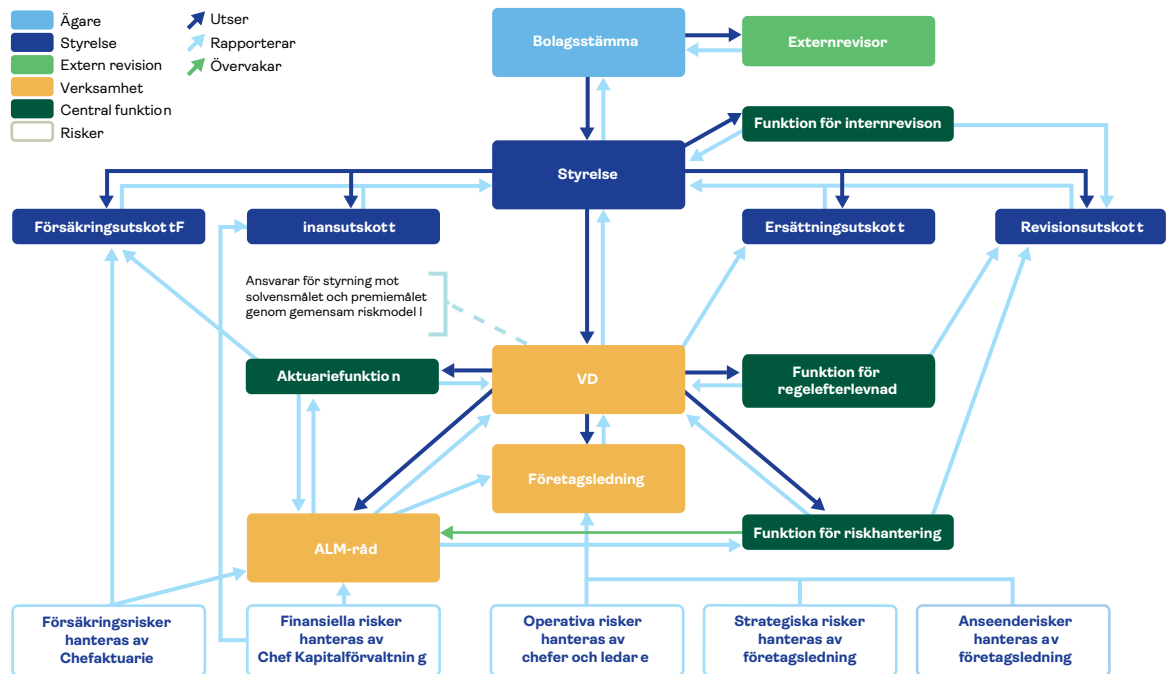 Ägare
Styrelse
Extern revision
Verksamhet
Central funktion
Risker
Utser
Rapporterar
Övervakar
Bolagsstämma
Externrevisor
Funktion för internrevison
Styrelse
Försäkringsutskot tF
inansutskot t
Ersättningsutskot t
Revisionsutskot t
Ansvarar för styrning mot
solvensmålet och premiemålet
genom gemensam riskmodel l
Aktuariefunktio n
VD
Funktion för
regelefterlevnad
Företagsledning
ALM-råd
Funktion för riskhantering
Försäkringsrisker
hanteras av
Chefaktuarie
Finansiella risker
hanteras av
Chef Kapitalförvaltnin g
Operativa risker
hanteras av
chefer och ledar e
Strategiska risker
hanteras av
företagsledning
Anseenderisker
hanteras a v
företagsledning